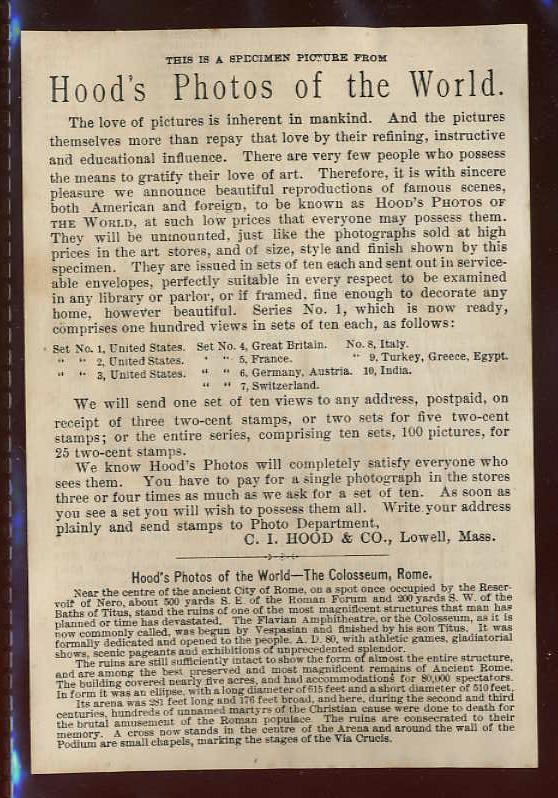 THIS IS A SPECIMEN PICTURE FROM
Hood's Photos of the World.
The love of pictures is inherent in mankind. And the pictures
themselves more than repay that love by their refining, instructive
and educational influence. There are very few people who possess
the means to gratify their love of art. Therefore, it is with sincere
pleasure we announce beautiful reproductions of famous scenes,
both American and foreign, to be known as HOOD'S PHOTOS OF
THE WORLD, at such low prices that everyone may possess them.
They will be unmounted, just like the photographs sold at high
prices in the art stores, and of size, style and finish shown by this
specimen. They are issued in sets of ten each and sent out in service-
able envelopes, perfectly suitable in every respect to be examined
in any library or parlor, or if framed, fine enough to decorate any
home, however beautiful. Series No. 1, which is now ready,
comprises one hundred views in sets of ten each, as follows:
Set No. 1, United States. Set No. 4, Great Britain. No. 8, Italy.
" " 2, United States. " " 5, France. " 9, Turkey, Greece, Egypt.
" " 3, United States. " " 6, Germany, Austria. 10, India.
" " 7, Switzerland.
We will send one set of ten views to any address, postpaid, on
receipt of three two-cent stamps, or two sets for five two-cent
stamps; or the entire series, comprising ten sets, 100 pictures, for
25 two-cent stamps.
We know Hood's Photos will completely satisfy everyone who
sees them. You have to pay for a single photograph in the stores
three or four times as much as we ask for a set of ten. As soon as
you see a set you will wish to possess them all. Write your address
plainly and send stamps to Photo Department,
C. I. HOOD & CO., Lowell, Mass.
Hood's Photos of the World—The Colosseum, Rome.
Near the centre of the ancient City of Rome, on a spot once occupied by the Reser-
voir of Nero, about 500 yards S. E. of the Roman Forum and 200 yards S. W. of the
Baths of Titus, stand the ruins of one of the most magnificent structures that man has
planned or time has devastated. The Flavian Amphitheatre, or the Colosseum, as it is
now commonly called, was begun by Vespasian and finished by his son Titus. It was
formally dedicated and opened to the people, A. D. 80, with athletic games, gladiatorial
shows, scenic pageants and exhibitions of unprecedented splendor.
The ruins are still sufficiently intact to show the form of almost the entire structure,
and are among the best preserved and most magnificent remains of Ancient Rome.
The building covered nearly five acres, and had accommodations for 80,000 spectators.
In form it was an ellipse, with a long diameter of 615 feet and a short diameter of 510 feet.
Its arena was 281 feet long and 176 feet broad, and here, during the second and third
centuries, hundreds of unnamed martyrs of the Christian cause were done to death for
the brutal amusement of the Roman populace. The ruins are consecrated to their
memory. A cross now stands in the centre of the Arena and around the wall of the
Podium are small chapels, marking the stages of the Via Crucis.